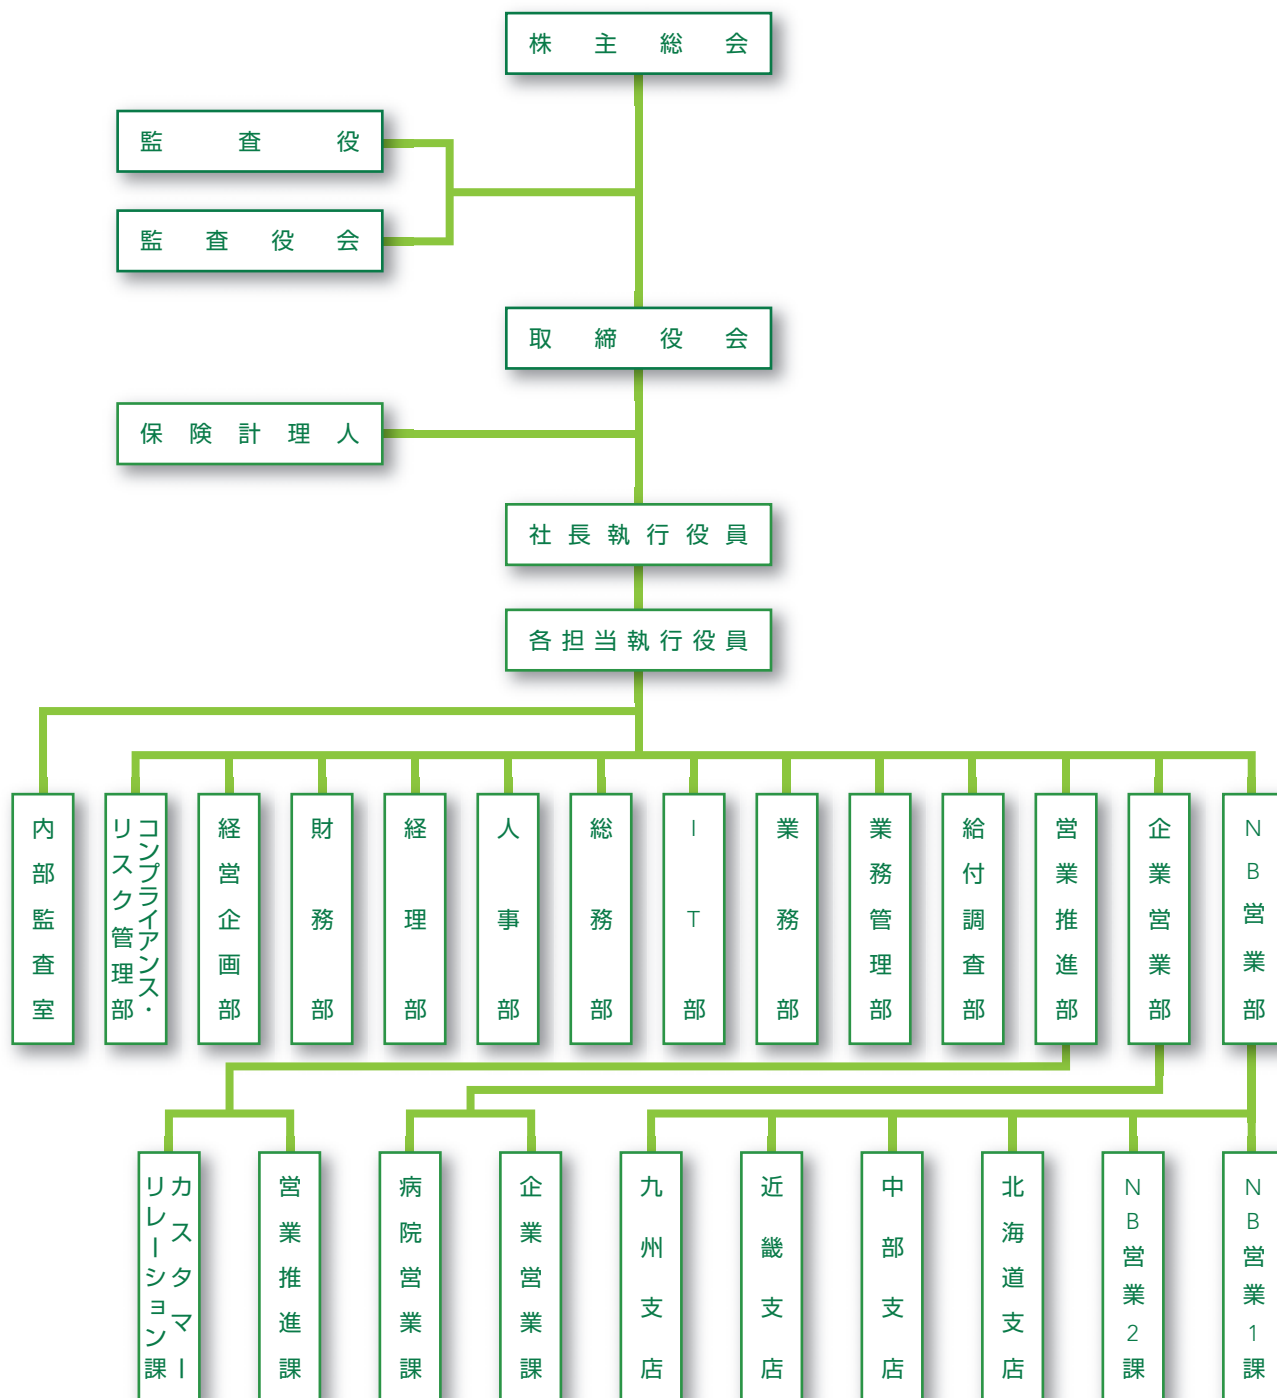 株主総会
監査役
監査役会
取締役会
保険計理人
社長執行役員
各担当執行役員
内部監査室
コンプライアンス・
リスク管理部
経営企画部
財務部
経理部
人事部
総務部
IT部
業務部
業務管理部
給付調査部
営業推進部
企業営業部
NB営業部
カスタマー
リレーション課
営業推進課
病院営業課
企業営業課
九州支店
近畿支店
中部支店
北海道支店
NB営業2課
NB営業1課